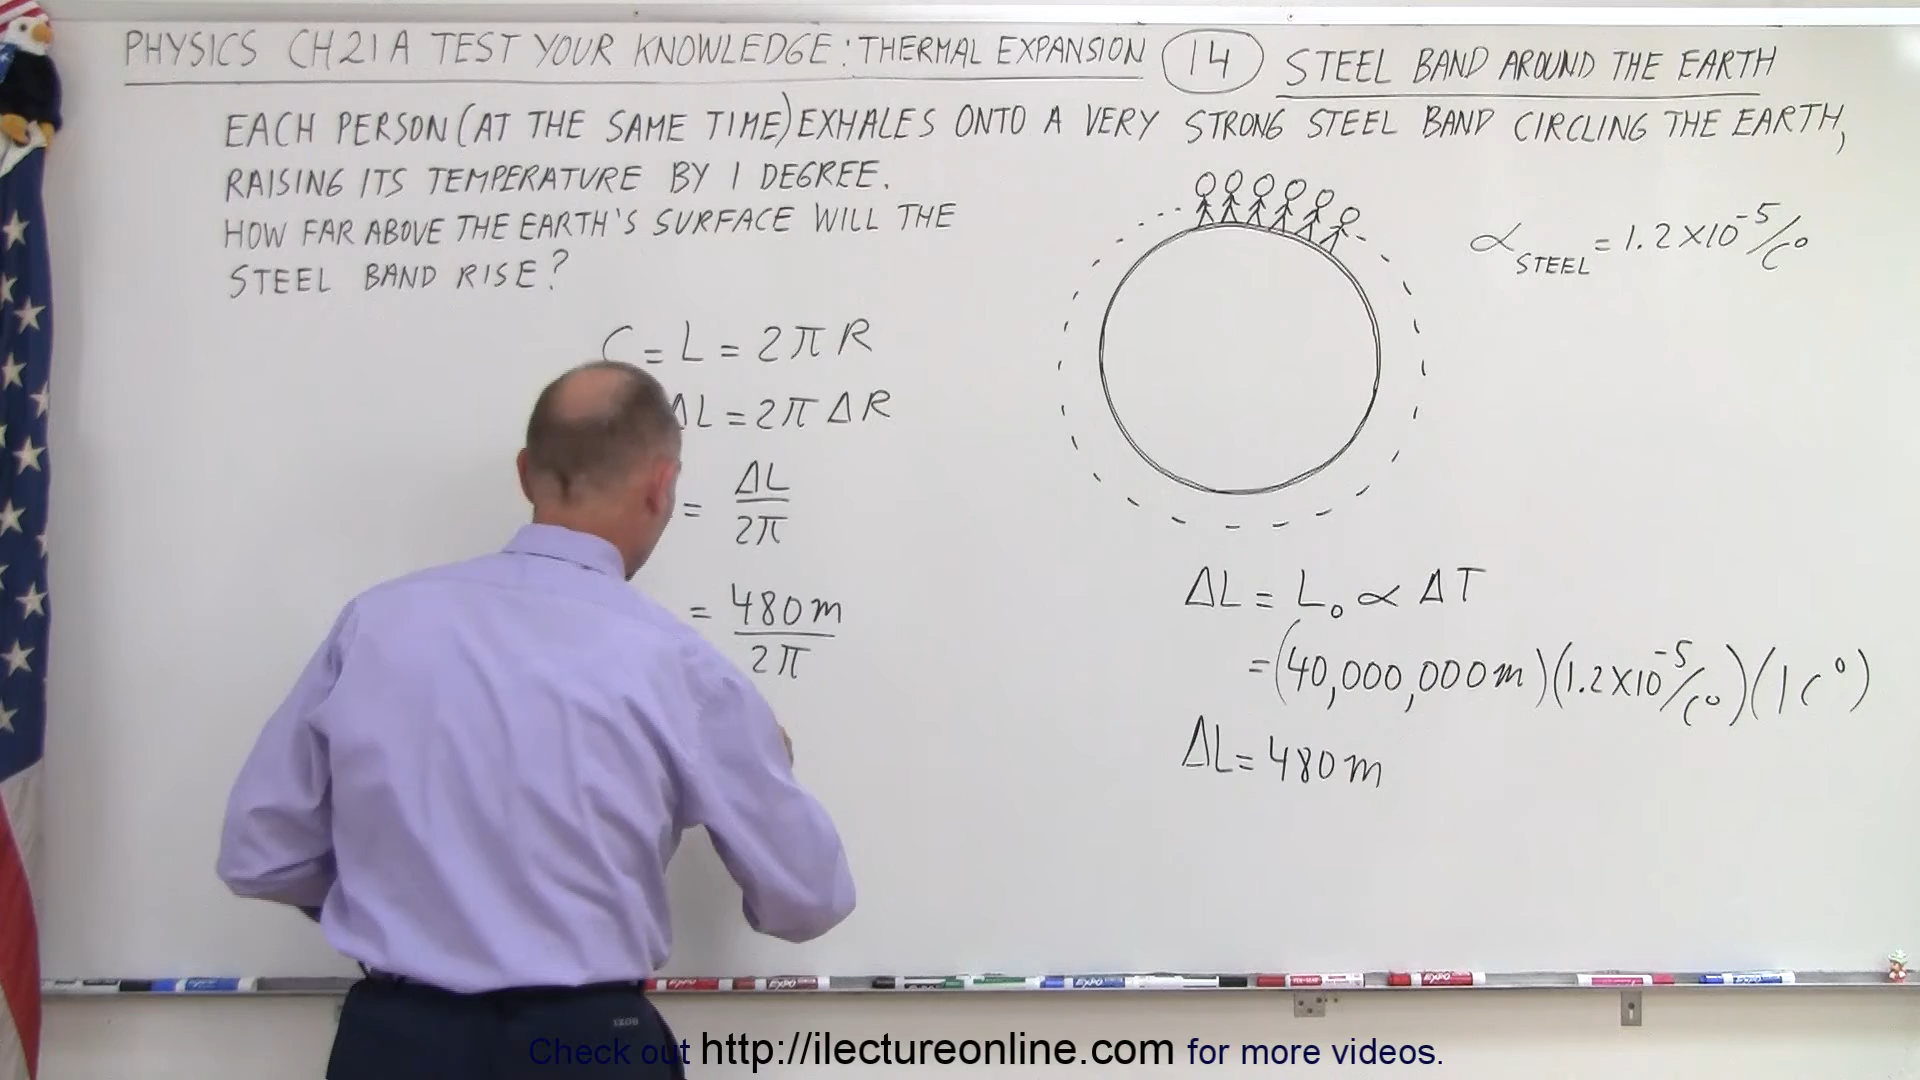 PHYSICS CH21A TEST YOUR KNOWLEDGE: THERMAL EXPANSION 14 STEEL BAND AROUND THE EARTH
EACH PERSON (AT THE SAME TIME) EXHALES ONTO A VERY STRONG STEEL BAND CIRCLING THE EARTH,
RAISING ITS TEMPERATURE BY 1 DEGREE.
HOW FAR ABOVE THE EARTH'S SURFACE WILL THE
STEEL BAND RISE?
∝STEEL = 1.2×10⁻⁵/C°
C = L = 2πR
ΔL = 2πΔR
= ΔL/2π
= 480m/2π
ΔL = L₀ ∝ ΔT
= (40,000,000m)(1.2×10⁻⁵/C°)(1C°)
ΔL = 480m
Check out http://ilectureonline.com for more videos.